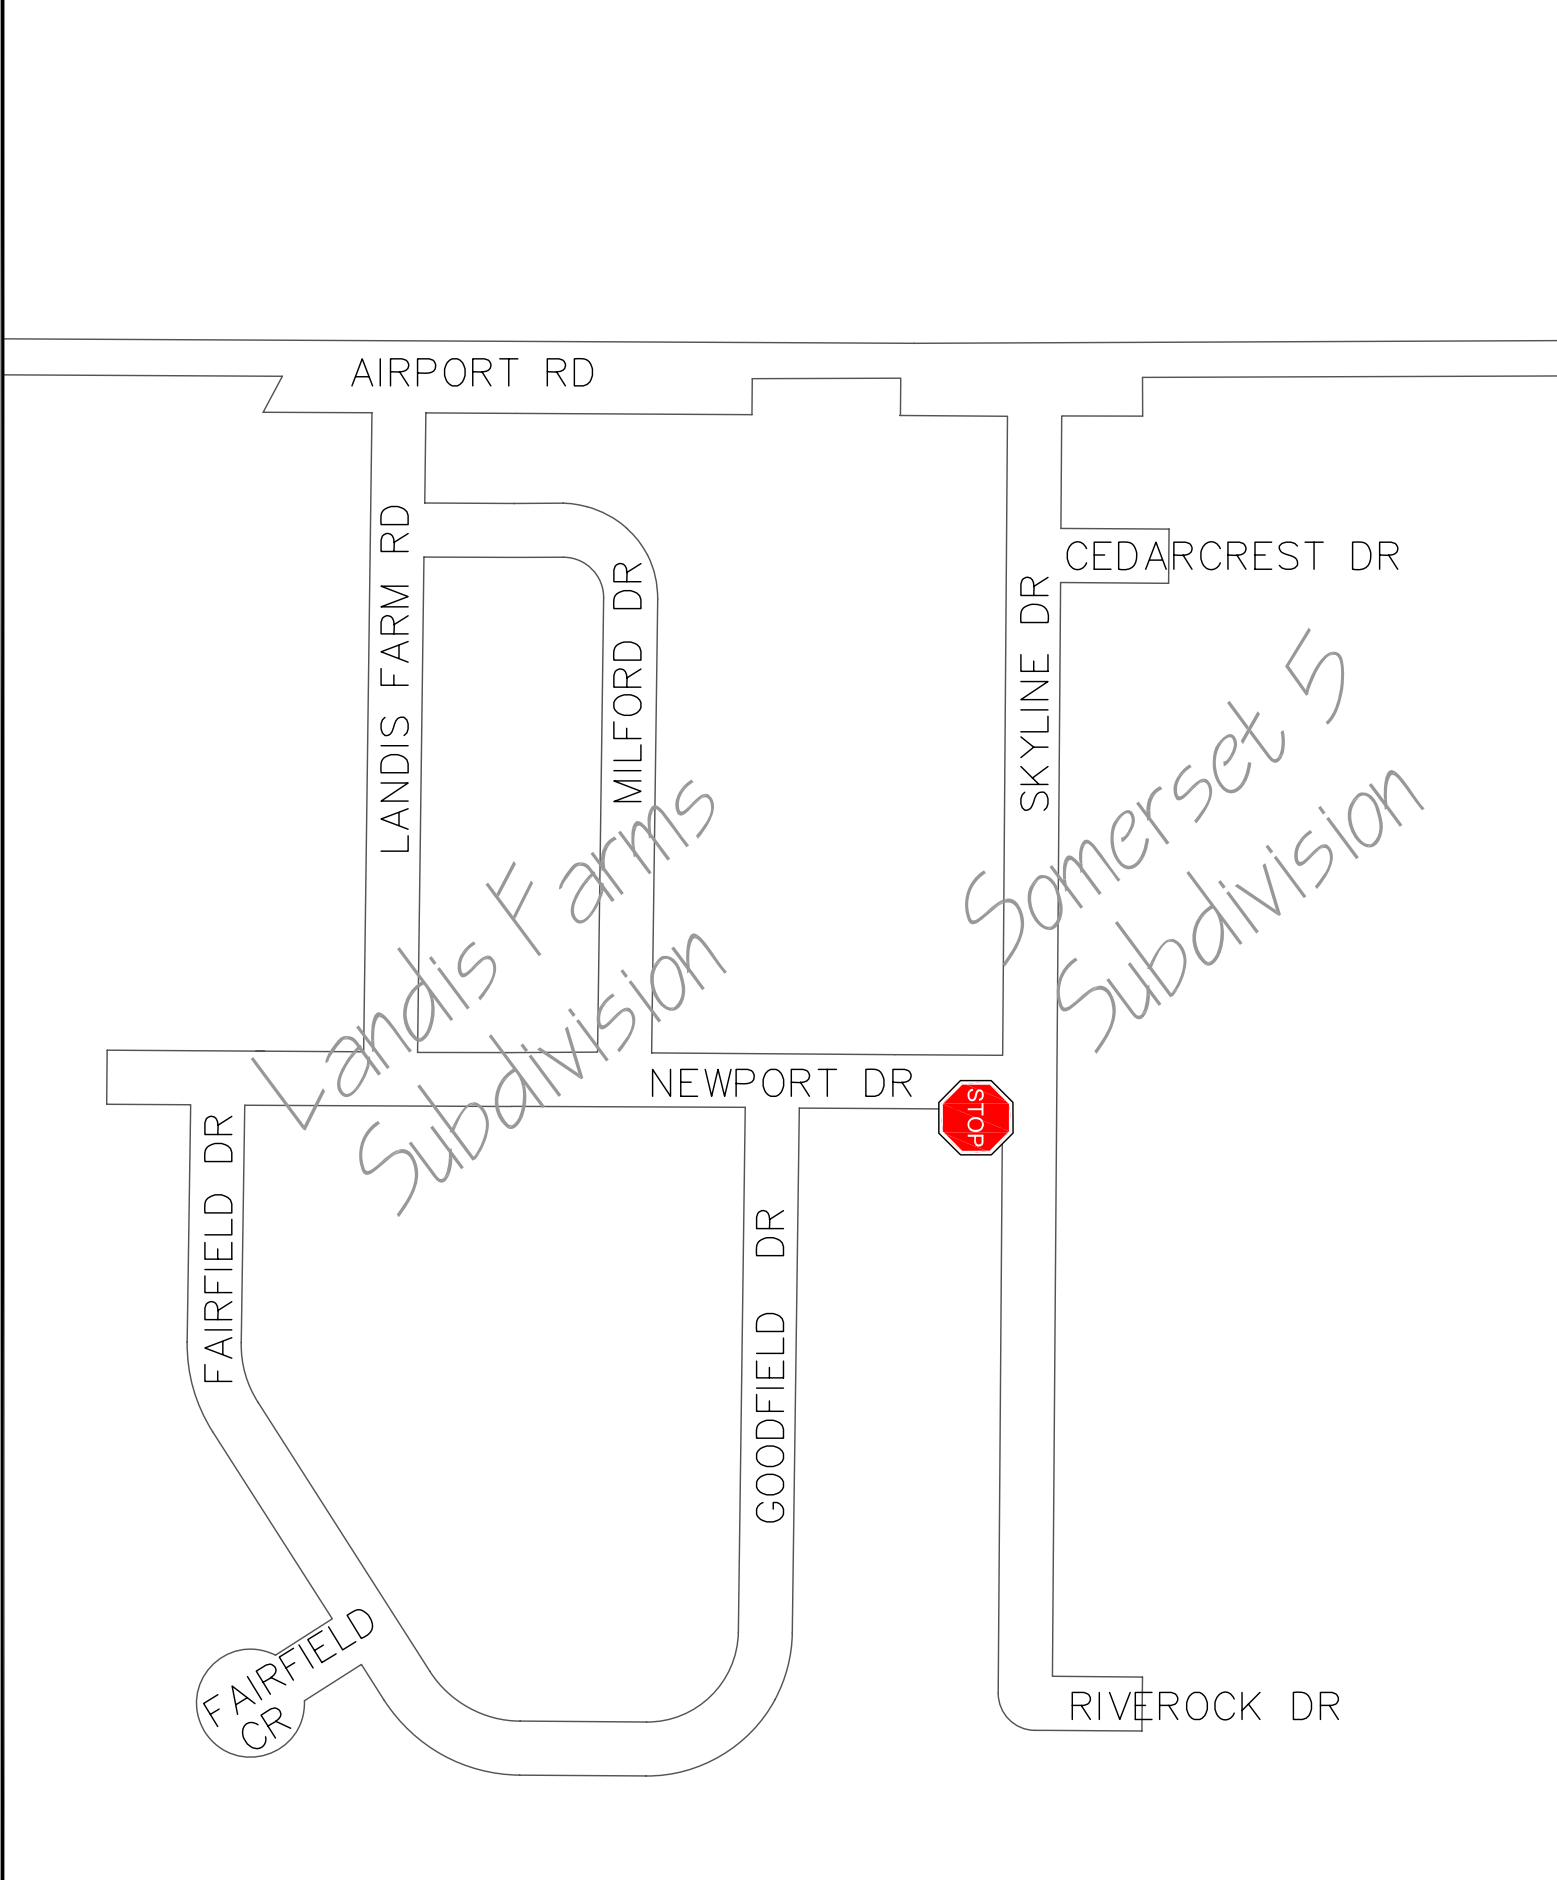 AIRPORT RD
LANDIS FARM RD
MILFORD DR
SKYLINE DR
CEDARCREST DR
Somerset 5
Subdivision
Landis Farms
Subdivision
NEWPORT DR
STOP
FAIRFIELD DR
GOODFIELD DR
FAIRFIELD
CR
RIVEROCK DR